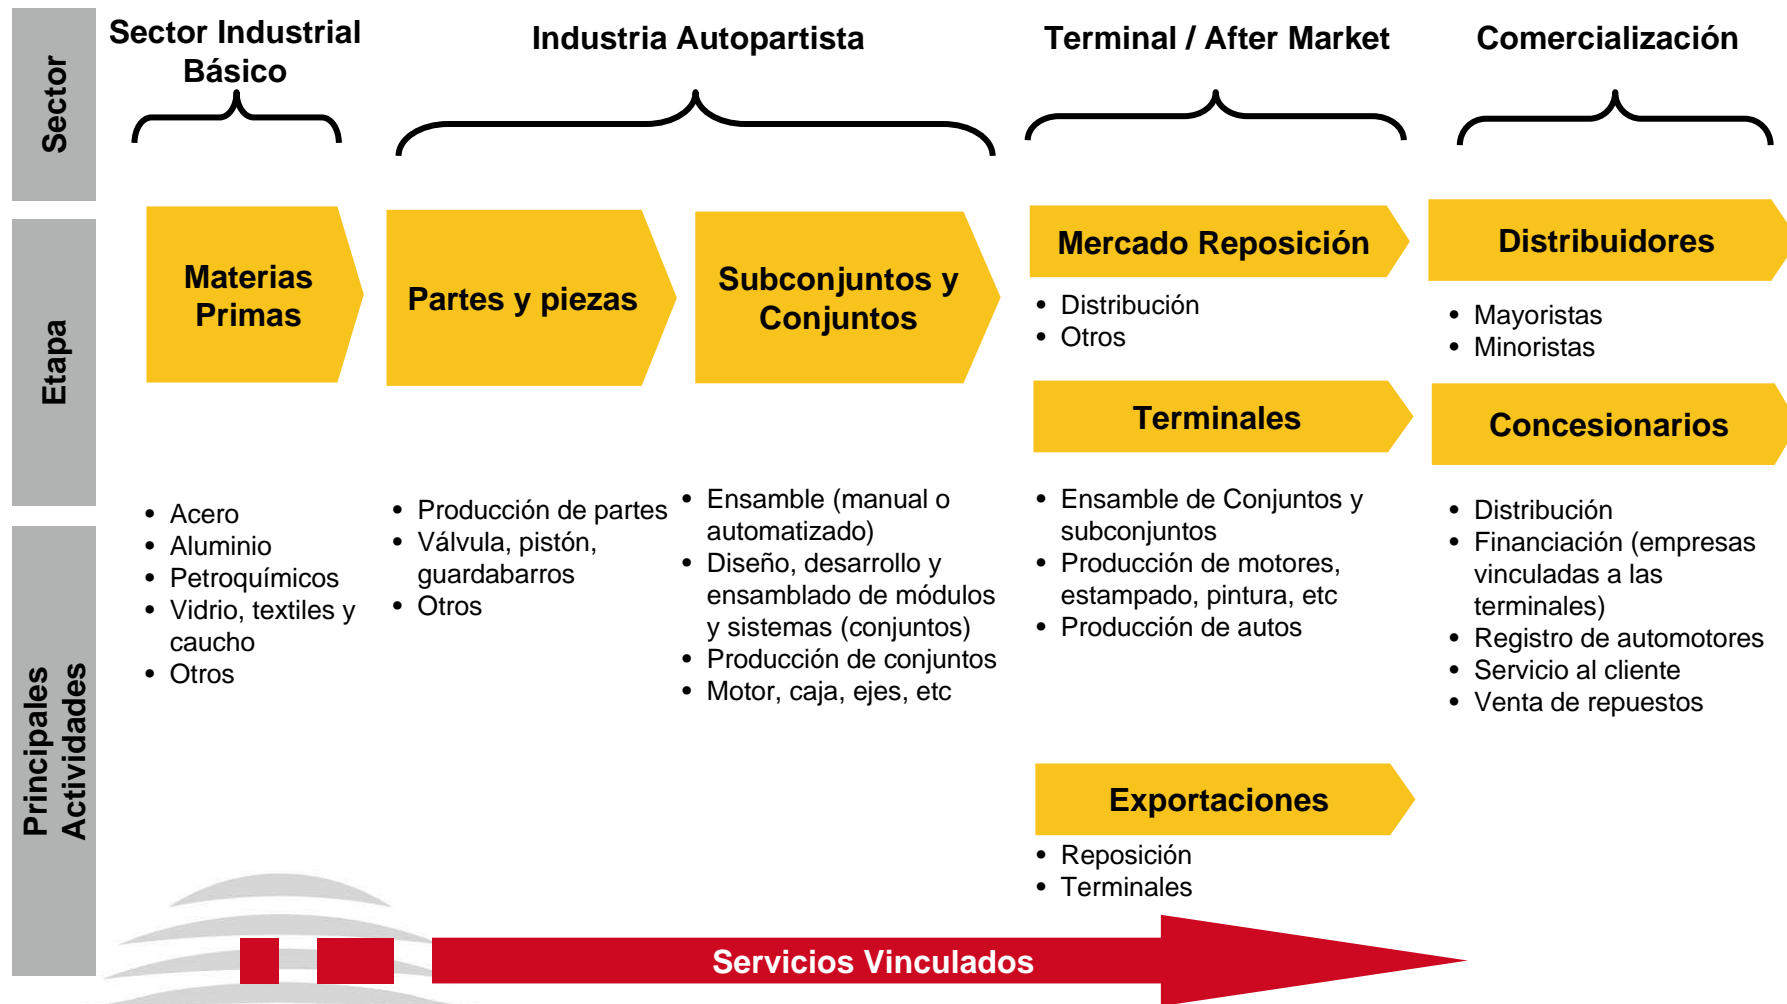 Sector
Sector Industrial
Básico
Industria Autopartista
Terminal / After Market
Comercialización
Etapa
Materias
Primas
Partes y piezas
Subconjuntos y
Conjuntos
Mercado Reposición
• Distribución
• Otros
Terminales
Distribuidores
• Mayoristas
• Minoristas
Concesionarios
Principales
Actividades
• Acero
• Aluminio
• Petroquímicos
• Vidrio, textiles y
caucho
• Otros
• Producción de partes
• Válvula, pistón,
guardabarros
• Otros
• Ensamble (manual o
automatizado)
• Diseño, desarrollo y
ensamblado de módulos
y sistemas (conjuntos)
• Producción de conjuntos
• Motor, caja, ejes, etc
• Ensamble de Conjuntos y
subconjuntos
• Producción de motores,
estampado, pintura, etc
• Producción de autos
• Distribución
• Financiación (empresas
vinculadas a las
terminales)
• Registro de automotores
• Servicio al cliente
• Venta de repuestos
Exportaciones
• Reposición
• Terminales
Servicios Vinculados